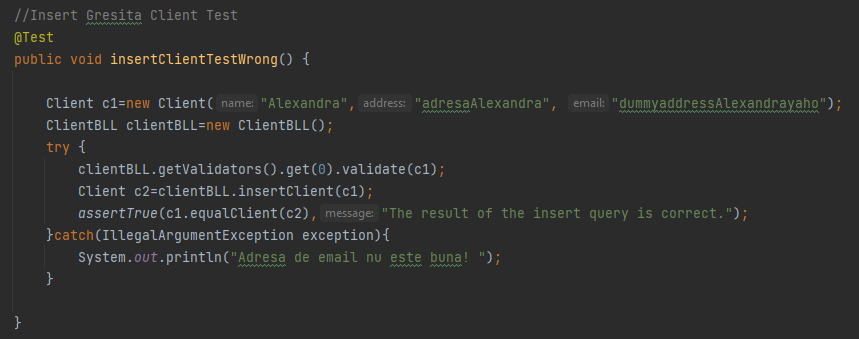 //Insert Gresita Client Test
@Test
public void insertClientTestWrong() {
Client c1=new Client( name: "Alexandra", address: "adresaAlexandra", email: "dummyaddressAlexandrayaho");
ClientBLL clientBLL=new ClientBLL();
try {
clientBLL.getValidators().get(0).validate(c1);
Client c2=clientBLL.insertClient(c1);
assertTrue(c1.equalClient(c2), message: "The result of the insert query is correct.");
}catch(IllegalArgumentException exception){
System.out.println("Adresa de email nu este buna! ");
}
}